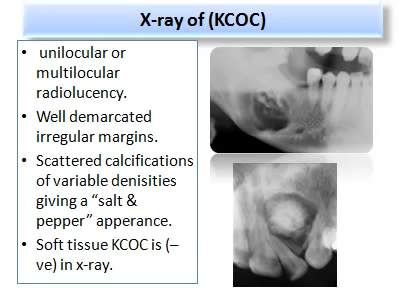 X-ray of (KCOC)
• unilocular or
multilocular
radiolucency.
• Well demarcated
irregular margins.
• Scattered calcifications
of variable denisities
giving a “salt &
pepper” apperance.
• Soft tissue KCOC is (–
ve) in x-ray.